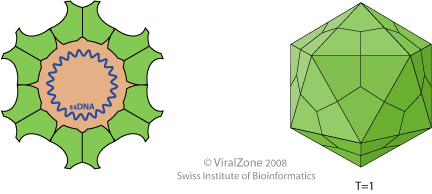 ssDNA
© ViralZone 2008
Swiss Institute of Bioinformatics
T=1